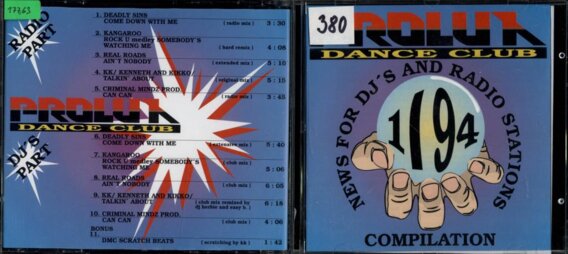 17763
RADIO
PART
1. DEADLY SINS
COME DOWN WITH ME ( radio mix ) 3 : 30
2. KANGAROO
ROCK U medley SOMEBODY'S
WATCHING ME ( hard remix ) 4 : 08
3. REAL ROADS
AIN'T NOBODY ( extended mix ) 5 : 10
4. KK/ KENNETH AND KIKKO/
TALKIN' ABOUT ( original mix ) 5 : 15
5. CRIMINAL MINDZ PROD.
CAN CAN ( radio mix ) 3 : 45
PROLUX
DANCE CLUB
DJ'S
PART
6. DEADLY SINS
COME DOWN WITH ME ( extension mix ) 5 : 40
7. KANGAROO
ROCK U medley SOMEBODY'S ( club mix )
WATCHING ME 5 : 06
8. REAL ROADS
AIN'T NOBODY ( club mix ) 6 : 05
9. KK/ KENNETH AND KIKKO/
TALKIN' ABOUT ( club mix remixed by 6 : 15
dj herbie and easy b. )
10. CRIMINAL MINDZ PROD.
CAN CAN ( club mix ) 4 : 06
BONUS
11.
DMC SCRATCH BEATS ( scratching by kk ) 1 : 42
380
PROLUX
DANCE CLUB
NEWS FOR DJ'S AND RADIO STATIONS
1/94
COMPILATION